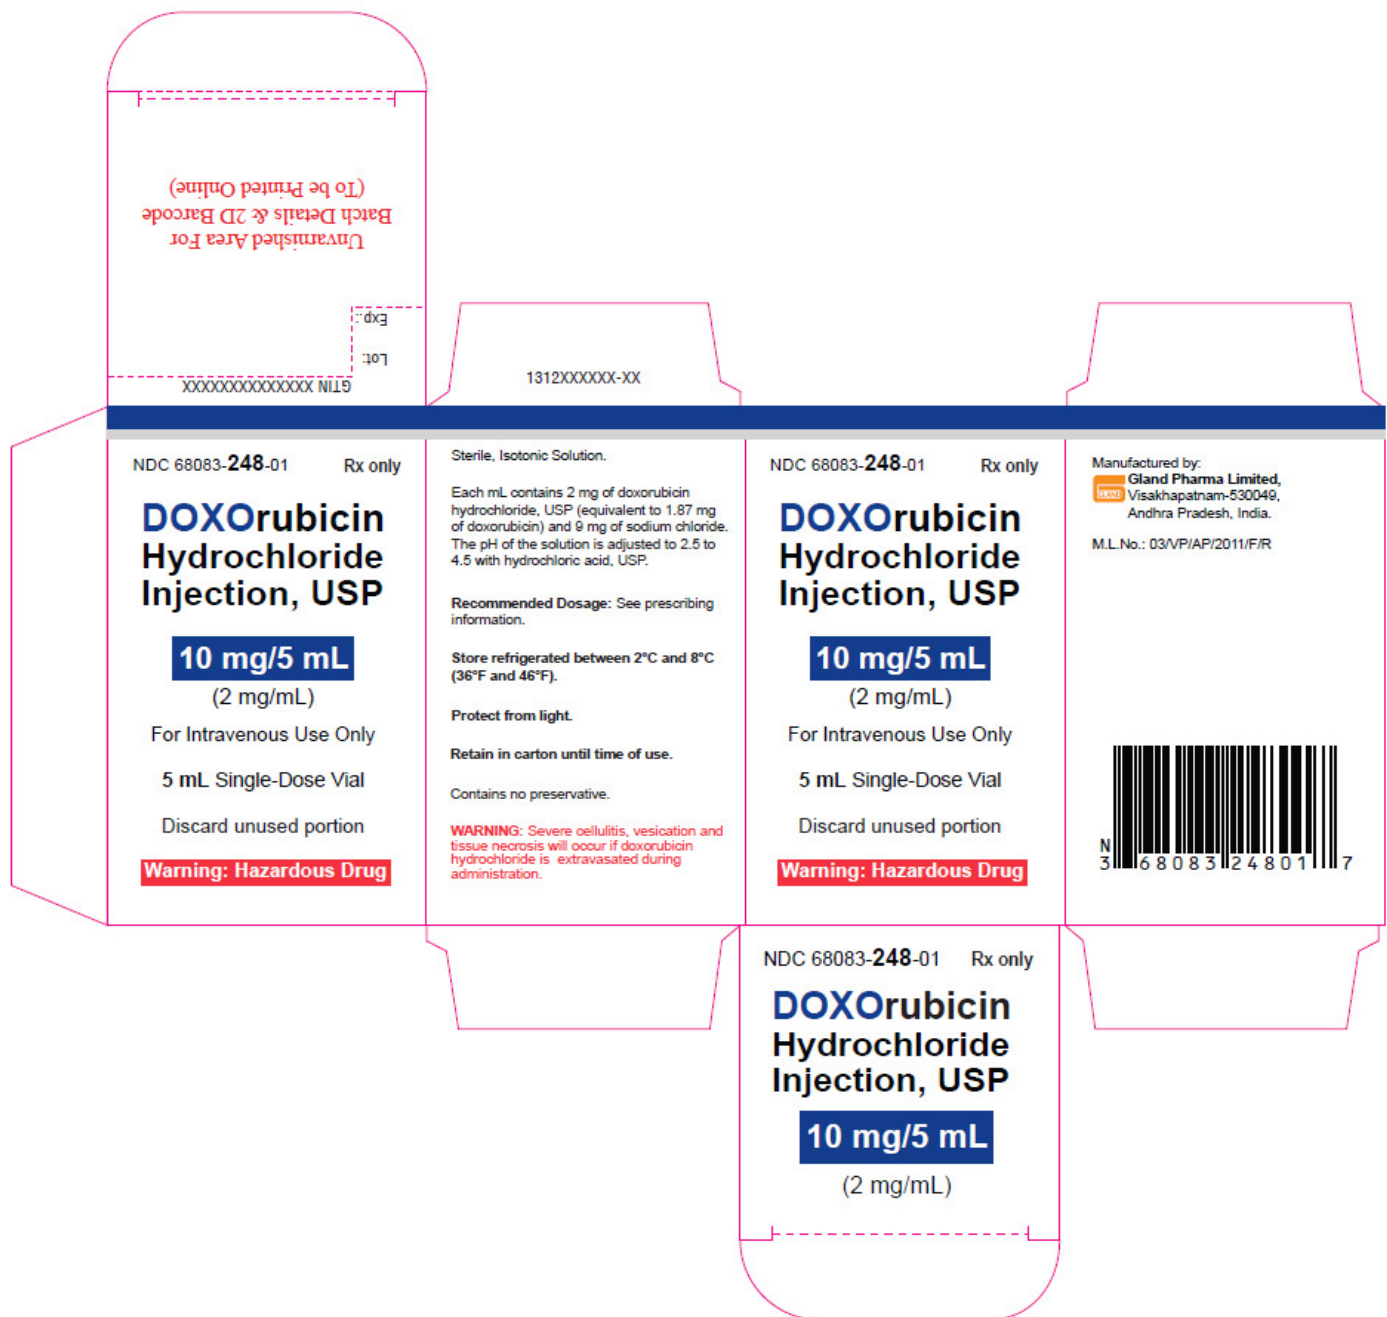 Unvarnished Area For
Batch Details & 2D Barcode
(To be Printed Online)
GTIN XXXXXXXXXXXXXX
Lot:
Exp.:
1312XXXXXX-XX
NDC 68083-248-01 Rx only
DOXOrubicin
Hydrochloride
Injection, USP
10 mg/5 mL
(2 mg/mL)
For Intravenous Use Only
5 mL Single-Dose Vial
Discard unused portion
Warning: Hazardous Drug
Sterile, Isotonic Solution.
Each mL contains 2 mg of doxorubicin
hydrochloride, USP (equivalent to 1.87 mg
of doxorubicin) and 9 mg of sodium chloride.
The pH of the solution is adjusted to 2.5 to
4.5 with hydrochloric acid, USP.
Recommended Dosage: See prescribing
information.
Store refrigerated between 2°C and 8°C
(36°F and 46°F).
Protect from light.
Retain in carton until time of use.
Contains no preservative.
WARNING: Severe cellulitis, vesication and
tissue necrosis will occur if doxorubicin
hydrochloride is extravasated during
administration.
NDC 68083-248-01 Rx only
DOXOrubicin
Hydrochloride
Injection, USP
10 mg/5 mL
(2 mg/mL)
For Intravenous Use Only
5 mL Single-Dose Vial
Discard unused portion
Warning: Hazardous Drug
Manufactured by:
GLAND
Gland Pharma Limited,
Visakhapatnam-530049,
Andhra Pradesh, India.
M.L.No.: 03/VP/AP/2011/F/R
N
3 68083 24801 7
NDC 68083-248-01 Rx only
DOXOrubicin
Hydrochloride
Injection, USP
10 mg/5 mL
(2 mg/mL)